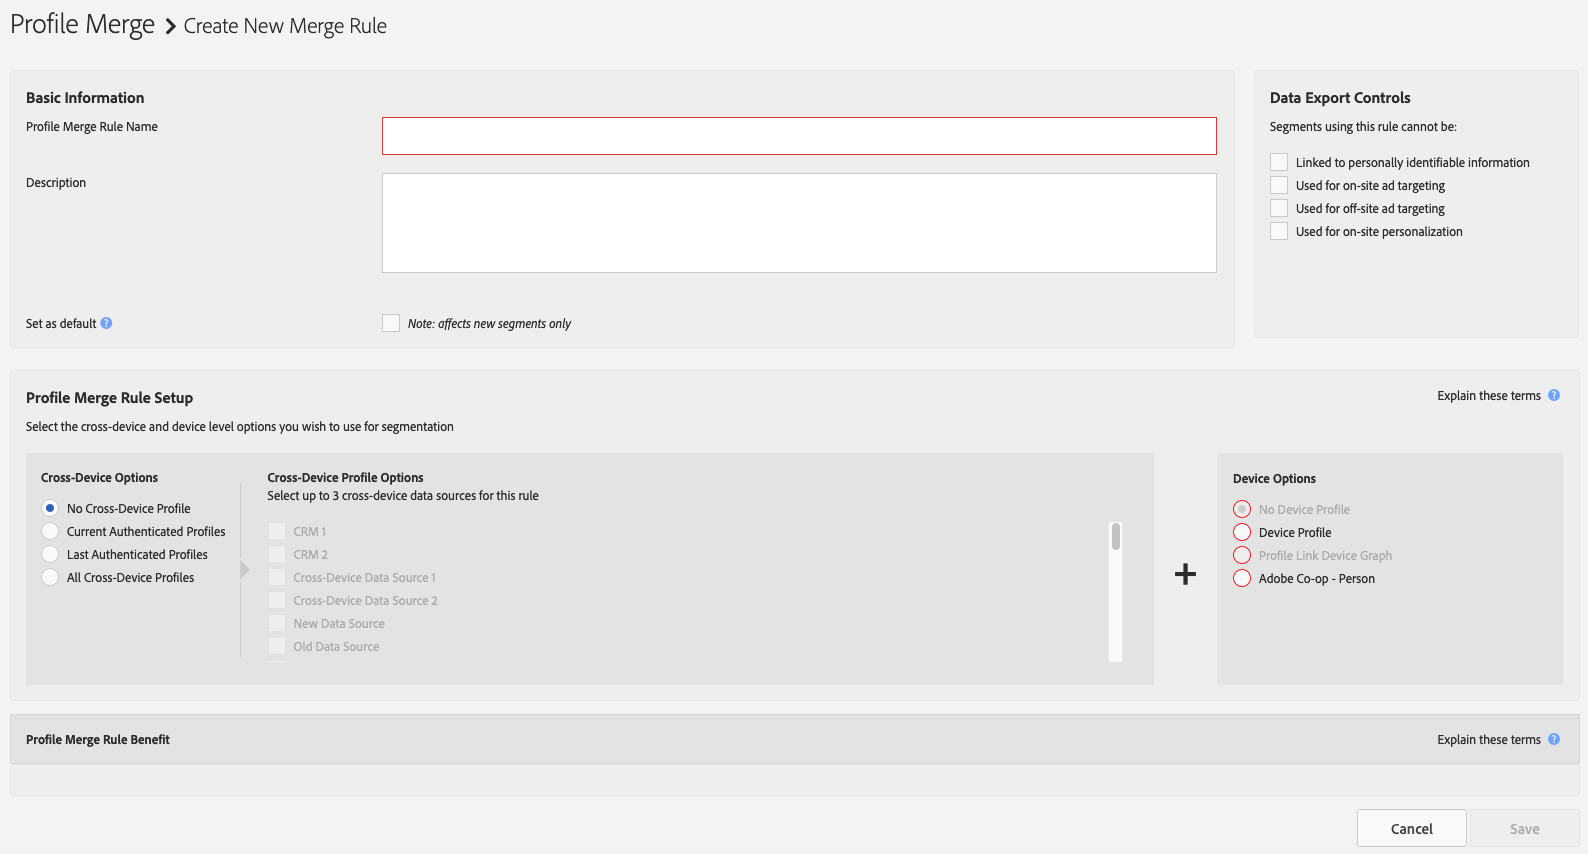 Profile Merge > Create New Merge Rule
Basic Information
Profile Merge Rule Name
Description
Set as default ?
Note: affects new segments only
Data Export Controls
Segments using this rule cannot be:
Linked to personally identifiable information
Used for on-site ad targeting
Used for off-site ad targeting
Used for on-site personalization
Profile Merge Rule Setup
Explain these terms ?
Select the cross-device and device level options you wish to use for segmentation
Cross-Device Options
No Cross-Device Profile
Current Authenticated Profiles
Last Authenticated Profiles
All Cross-Device Profiles
Cross-Device Profile Options
Select up to 3 cross-device data sources for this rule
CRM 1
CRM 2
Cross-Device Data Source 1
Cross-Device Data Source 2
New Data Source
Old Data Source
+
Device Options
No Device Profile
Device Profile
Profile Link Device Graph
Adobe Co-op - Person
Profile Merge Rule Benefit
Explain these terms ?
Cancel
Save